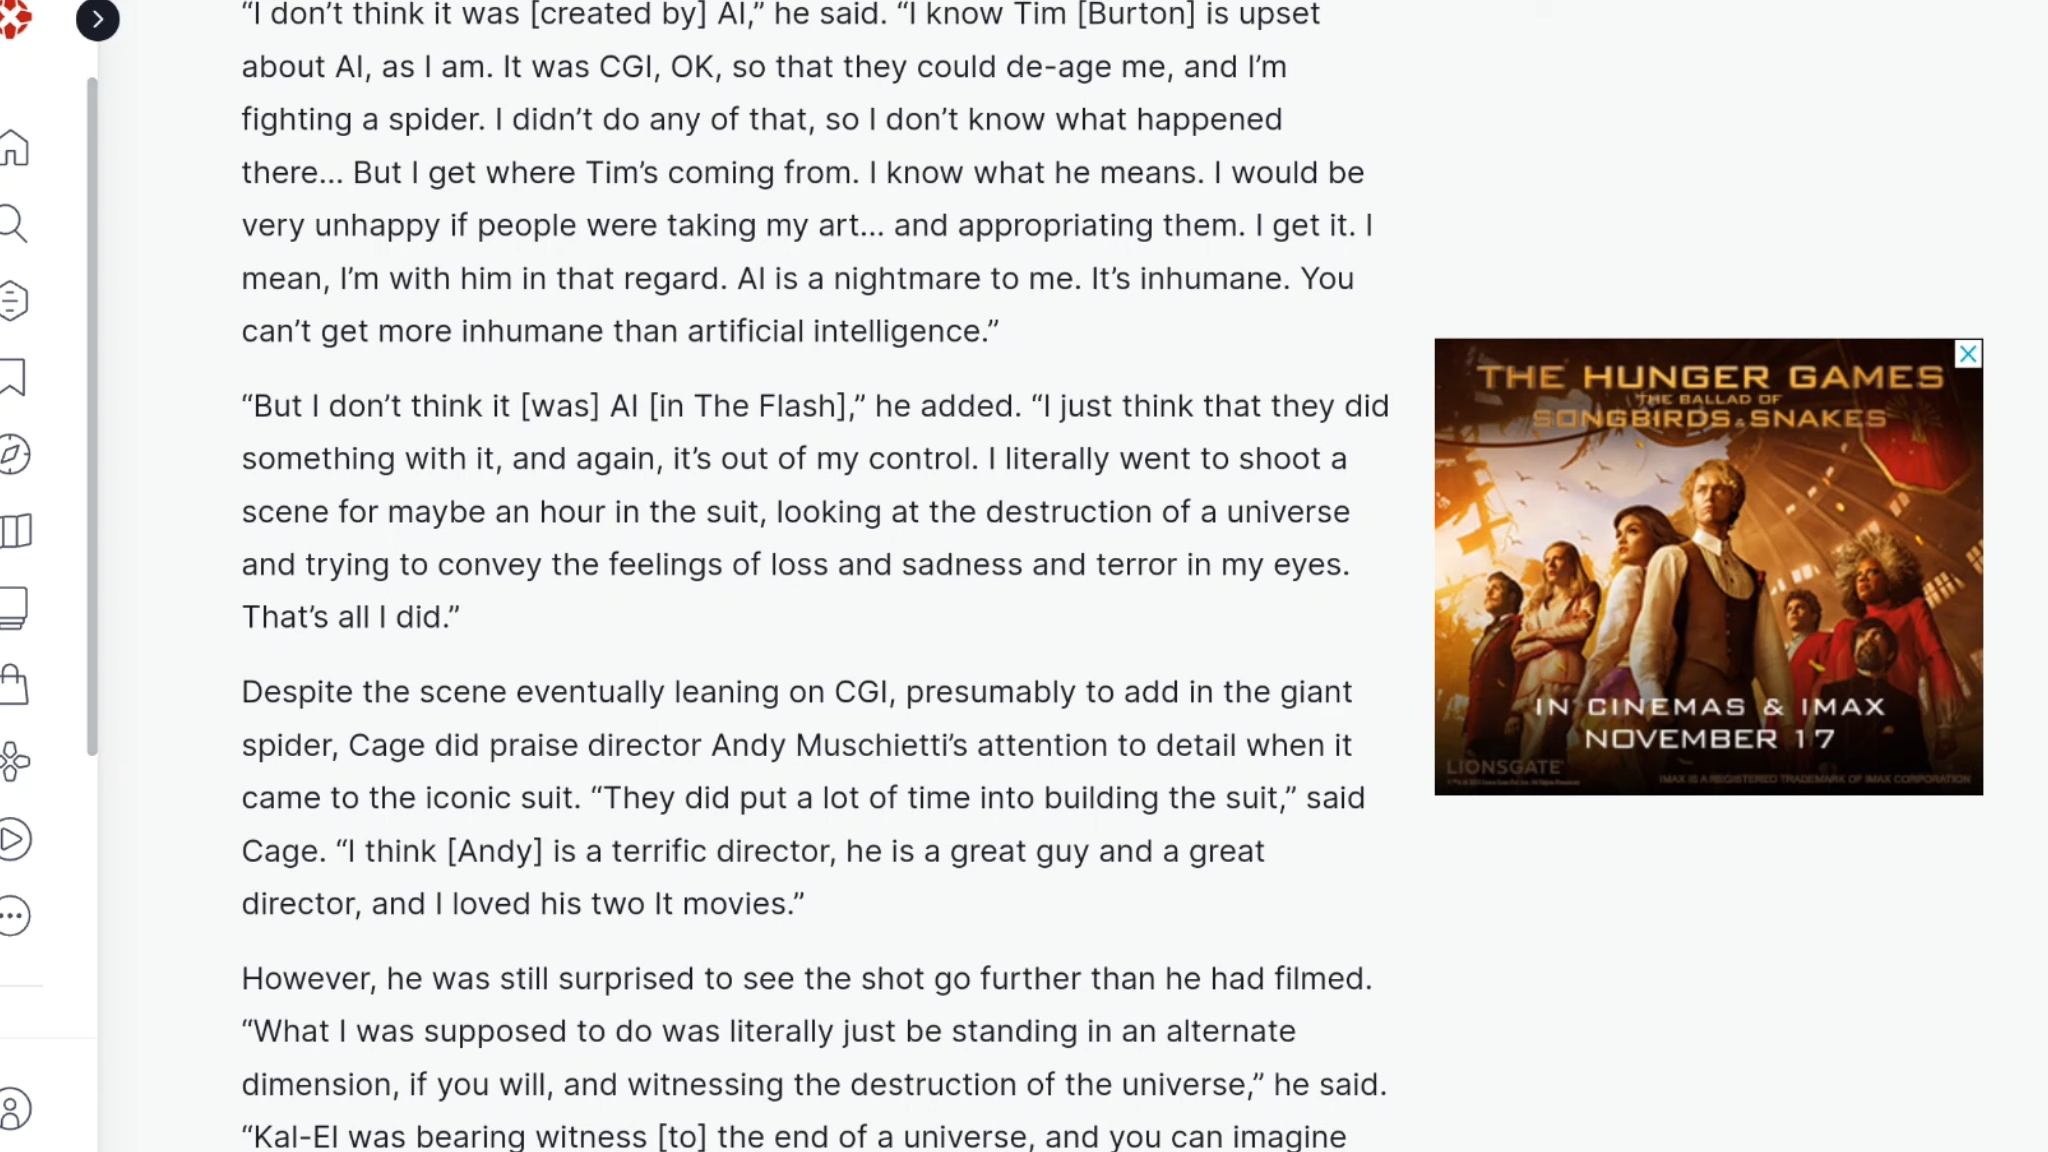 “I don’t think it was [created by] AI,” he said. “I know Tim [Burton] is upset
about AI, as I am. It was CGI, OK, so that they could de-age me, and I’m
fighting a spider. I didn’t do any of that, so I don’t know what happened
there... But I get where Tim’s coming from. I know what he means. I would be
very unhappy if people were taking my art... and appropriating them. I get it. I
mean, I’m with him in that regard. AI is a nightmare to me. It’s inhumane. You
can’t get more inhumane than artificial intelligence.”
“But I don’t think it [was] AI [in The Flash],” he added. “I just think that they did
something with it, and again, it’s out of my control. I literally went to shoot a
scene for maybe an hour in the suit, looking at the destruction of a universe
and trying to convey the feelings of loss and sadness and terror in my eyes.
That’s all I did.”
Despite the scene eventually leaning on CGI, presumably to add in the giant
spider, Cage did praise director Andy Muschietti’s attention to detail when it
came to the iconic suit. “They did put a lot of time into building the suit,” said
Cage. “I think [Andy] is a terrific director, he is a great guy and a great
director, and I loved his two It movies.”
However, he was still surprised to see the shot go further than he had filmed.
“What I was supposed to do was literally just be standing in an alternate
dimension, if you will, and witnessing the destruction of the universe,” he said.
“Kal-El was bearing witness [to] the end of a universe, and you can imagine
THE HUNGER GAMES
THE BALLAD OF
SONGBIRDS & SNAKES
IN CINEMAS & IMAX
NOVEMBER 17
LIONSGATE
IMAX IS A REGISTERED TRADEMARK OF IMAX CORPORATION